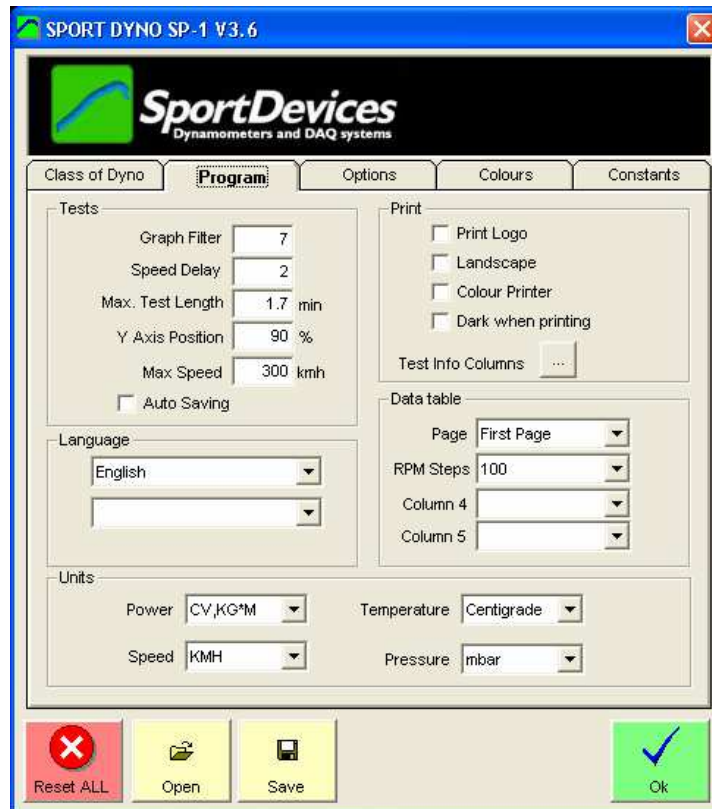 SPORT DYNO SP-1 V3.6
SportDevices
Dynamometers and DAQ systems
Class of Dyno Program Options Colours Constants
Tests
Graph Filter 7
Speed Delay 2
Max. Test Length 1.7 min
Y Axis Position 90 %
Max Speed 300 kmh
Auto Saving
Print
Print Logo
Landscape
Colour Printer
Dark when printing
Test Info Columns ...
Language
English
Data table
Page First Page
RPM Steps 100
Column 4
Column 5
Units
Power CV,KG*M Temperature Centigrade
Speed KMH Pressure mbar
Reset ALL Open Save Ok